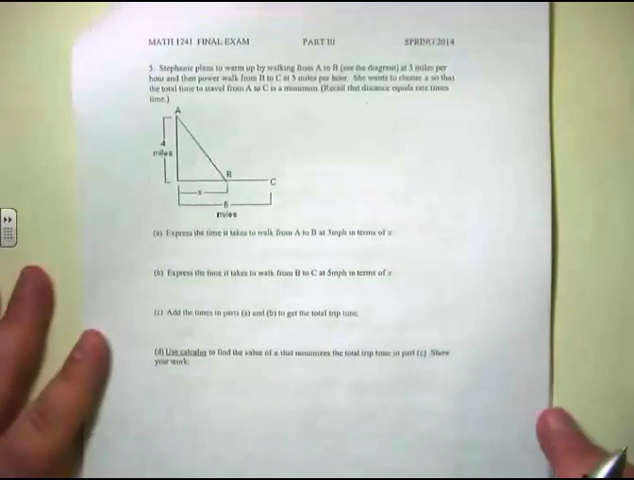 MATH 1241 FINAL EXAM PART III SPRING 2014
5. Stephanie plans to warm up by walking from A to B (see the diagram) at 3 miles per
hour and then power walk from B to C at 5 miles per hour. She wants to choose x so that
the total time to travel from A to C is a minimum. (Recall that distance equals rate times
time.)
A
4
miles
B
C
x
6
miles
(a) Express the time it takes to walk from A to B at 3mph in terms of x
(b) Express the time it takes to walk from B to C at 5mph in terms of x
(c) Add the times in parts (a) and (b) to get the total trip time.
(d) Use calculus to find the value of x that minimizes the total trip time in part (c). Show
your work.